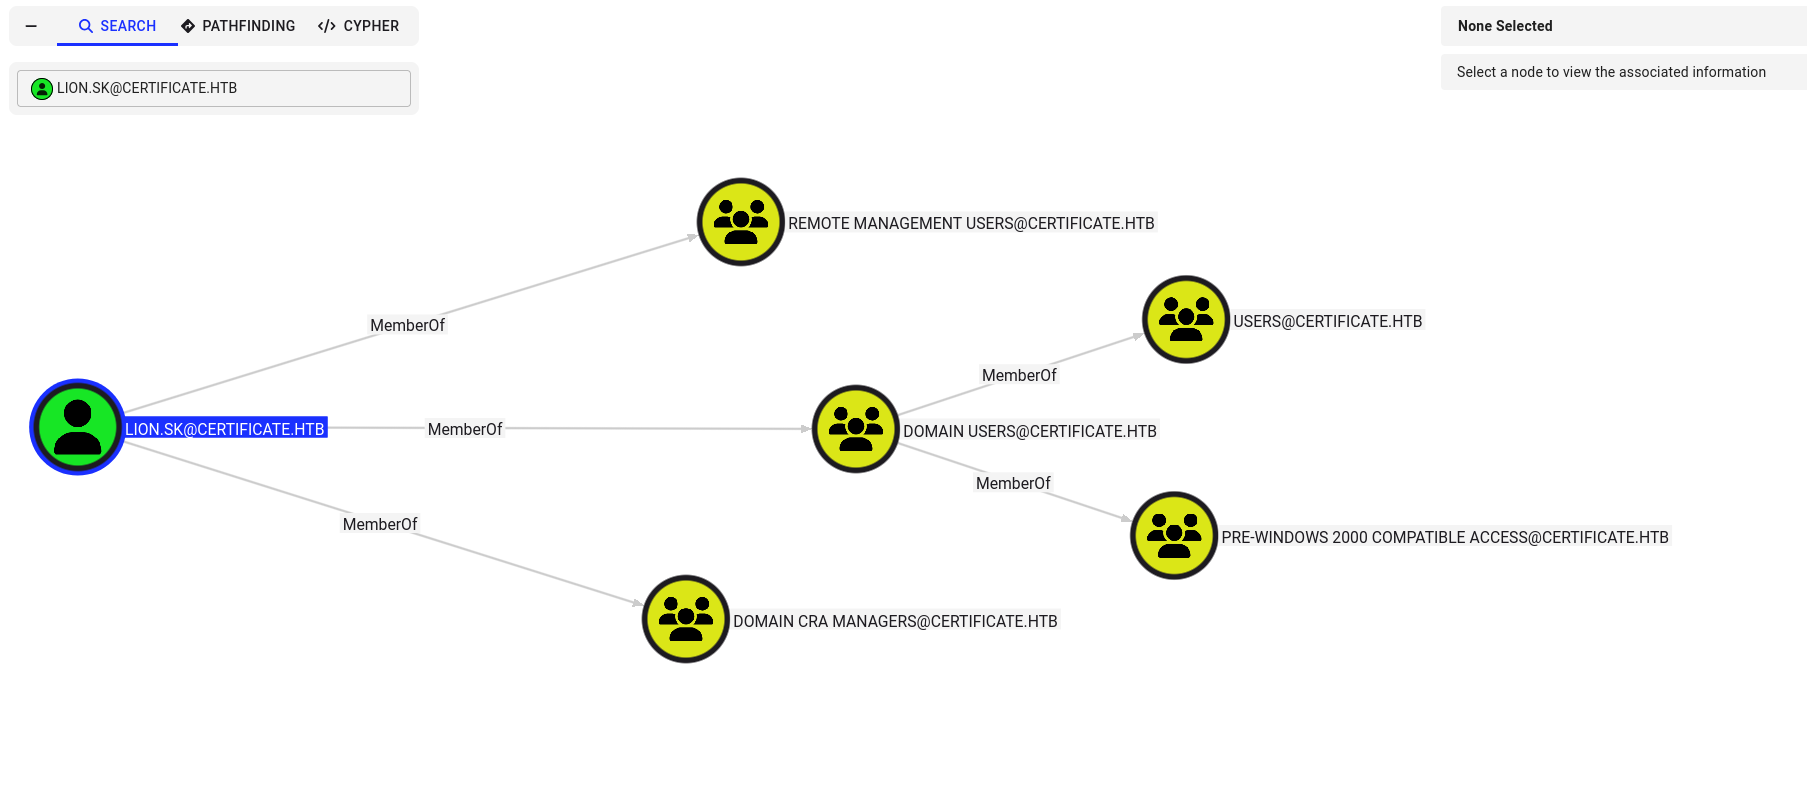 SEARCH
PATHFINDING
CYPHER
None Selected
LION.SK@CERTIFICATE.HTB
Select a node to view the associated information
REMOTE MANAGEMENT USERS@CERTIFICATE.HTB
MemberOf
USERS@CERTIFICATE.HTB
MemberOf
LION.SK@CERTIFICATE.HTB
MemberOf
DOMAIN USERS@CERTIFICATE.HTB
MemberOf
MemberOf
PRE-WINDOWS 2000 COMPATIBLE ACCESS@CERTIFICATE.HTB
DOMAIN CRA MANAGERS@CERTIFICATE.HTB